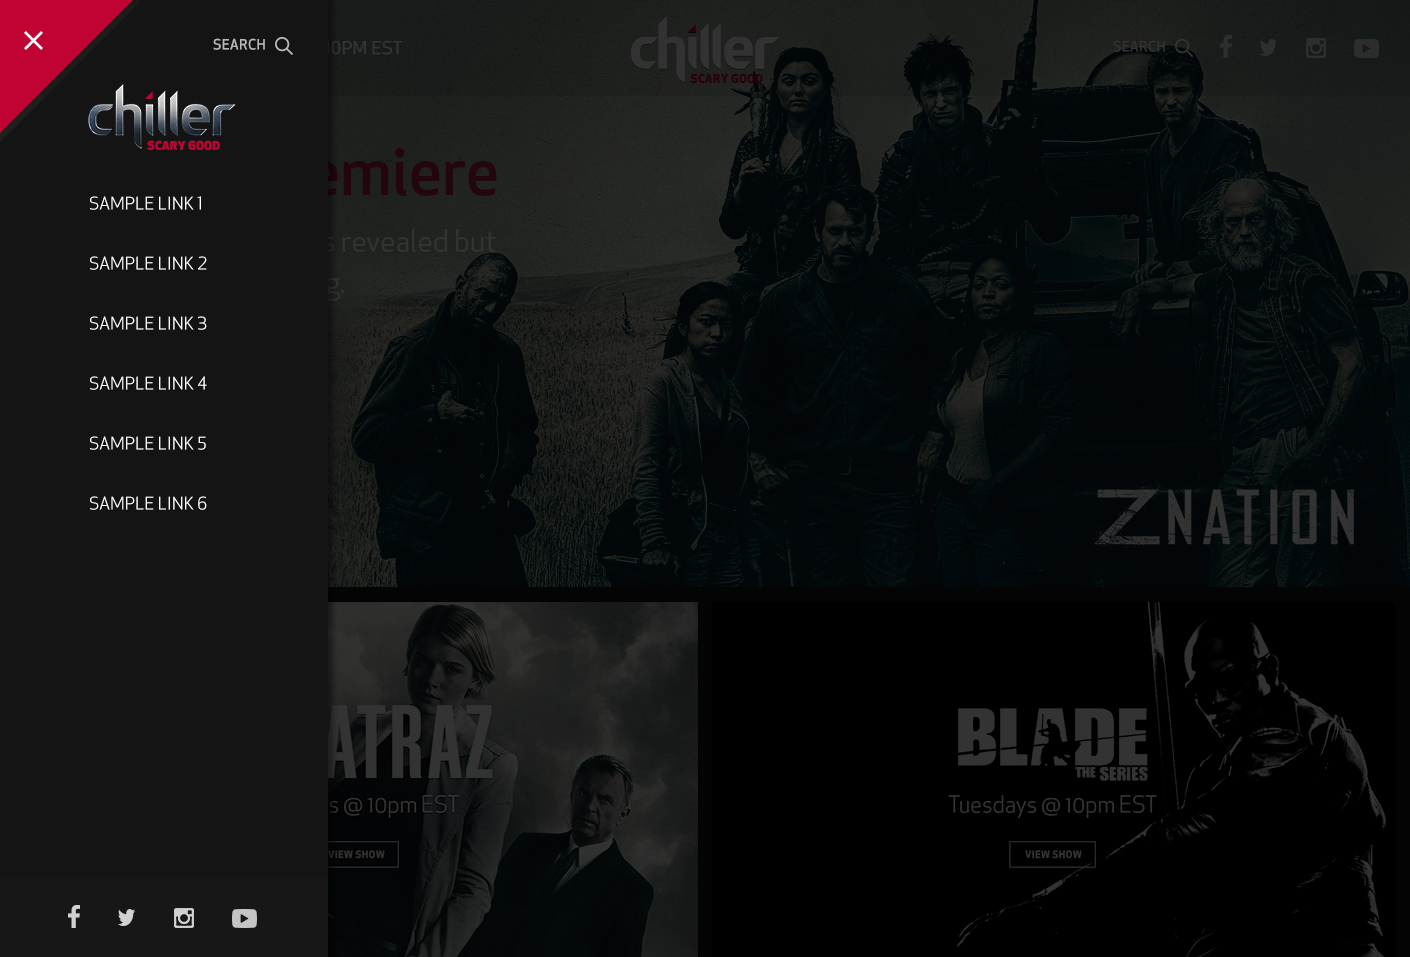 SEARCH
chiller
SCARY GOOD
SAMPLE LINK 1
SAMPLE LINK 2
SAMPLE LINK 3
SAMPLE LINK 4
SAMPLE LINK 5
SAMPLE LINK 6
10PM EST
chiller
SCARY GOOD
SEARCH
emiere
s revealed but
g.
Z NATION
ATRAZ
s @ 10pm EST
VIEW SHOW
BLADE
THE SERIES
Tuesdays @ 10pm EST
VIEW SHOW